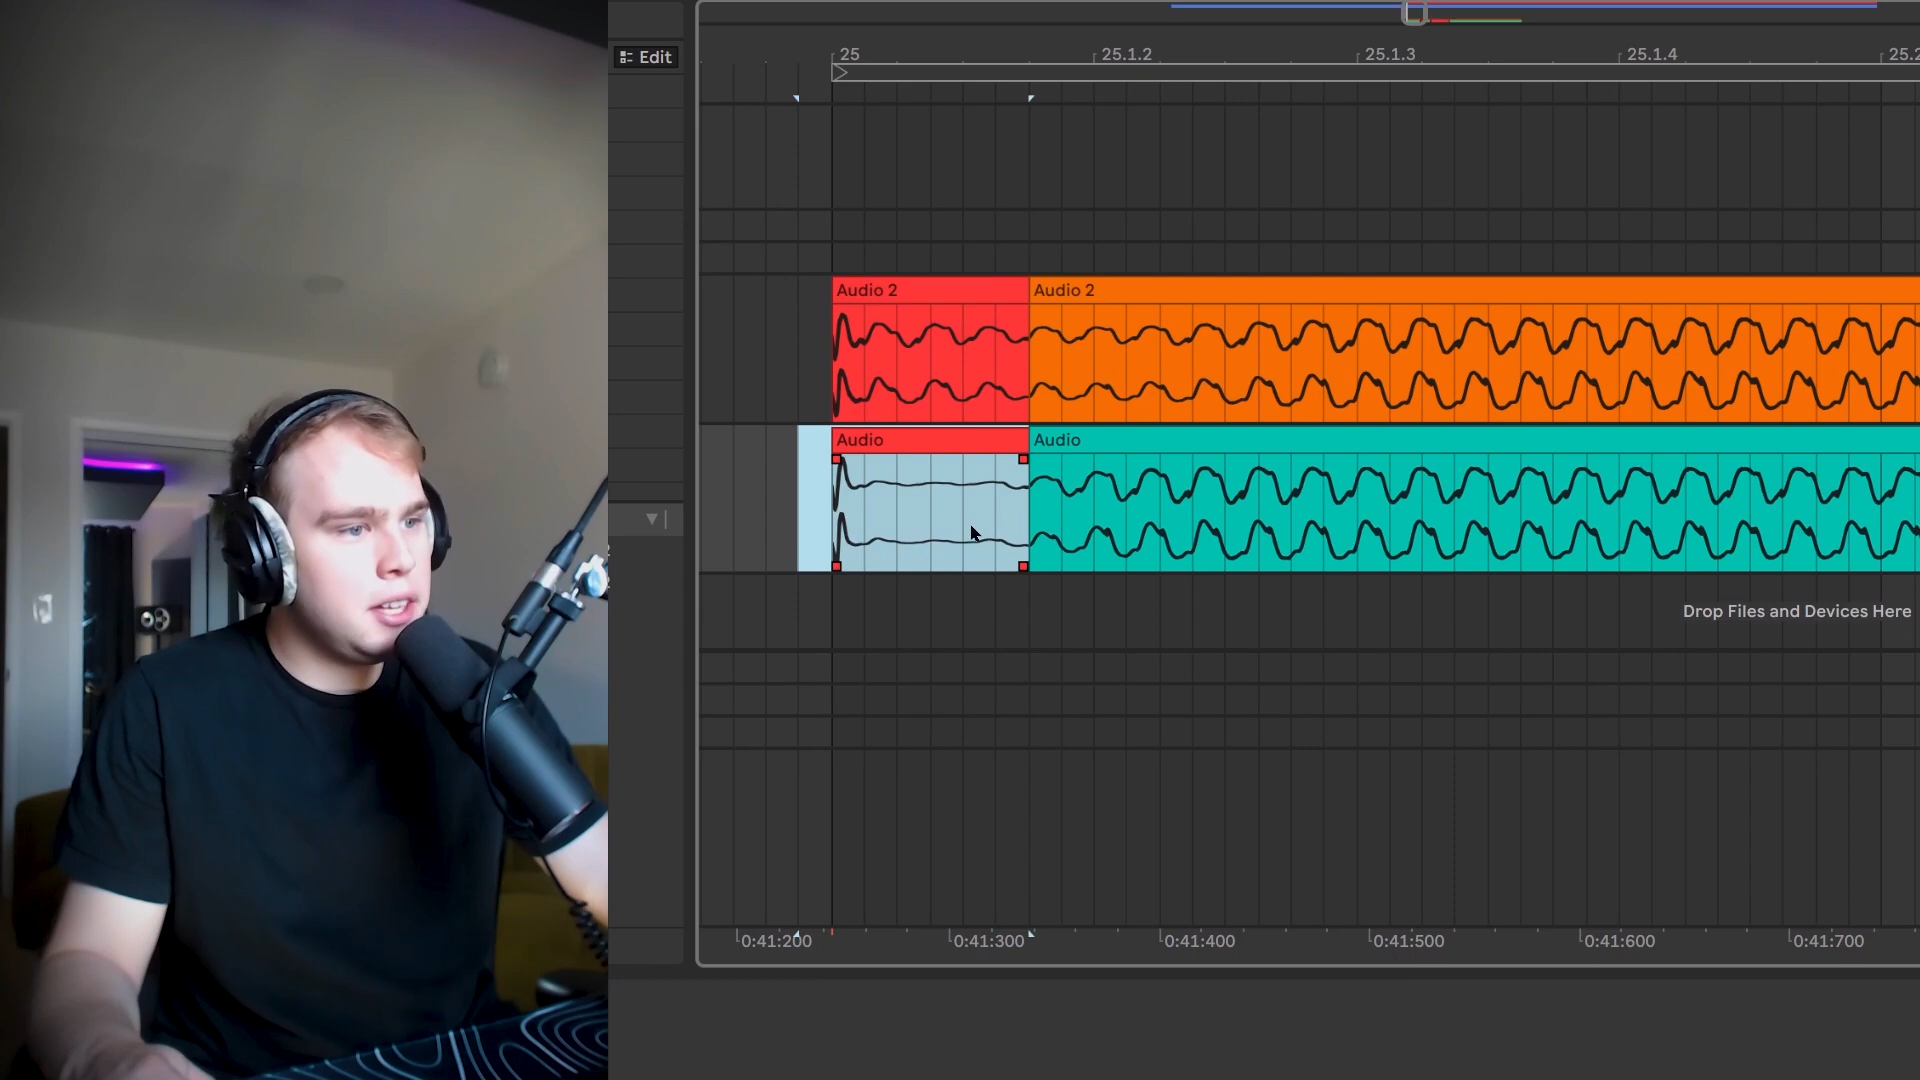 Edit
25
25.1.2
25.1.3
25.1.4
25.2
Audio 2
Audio 2
Audio
Audio
Drop Files and Devices Here
0:41:200
0:41:300
0:41:400
0:41:500
0:41:600
0:41:700